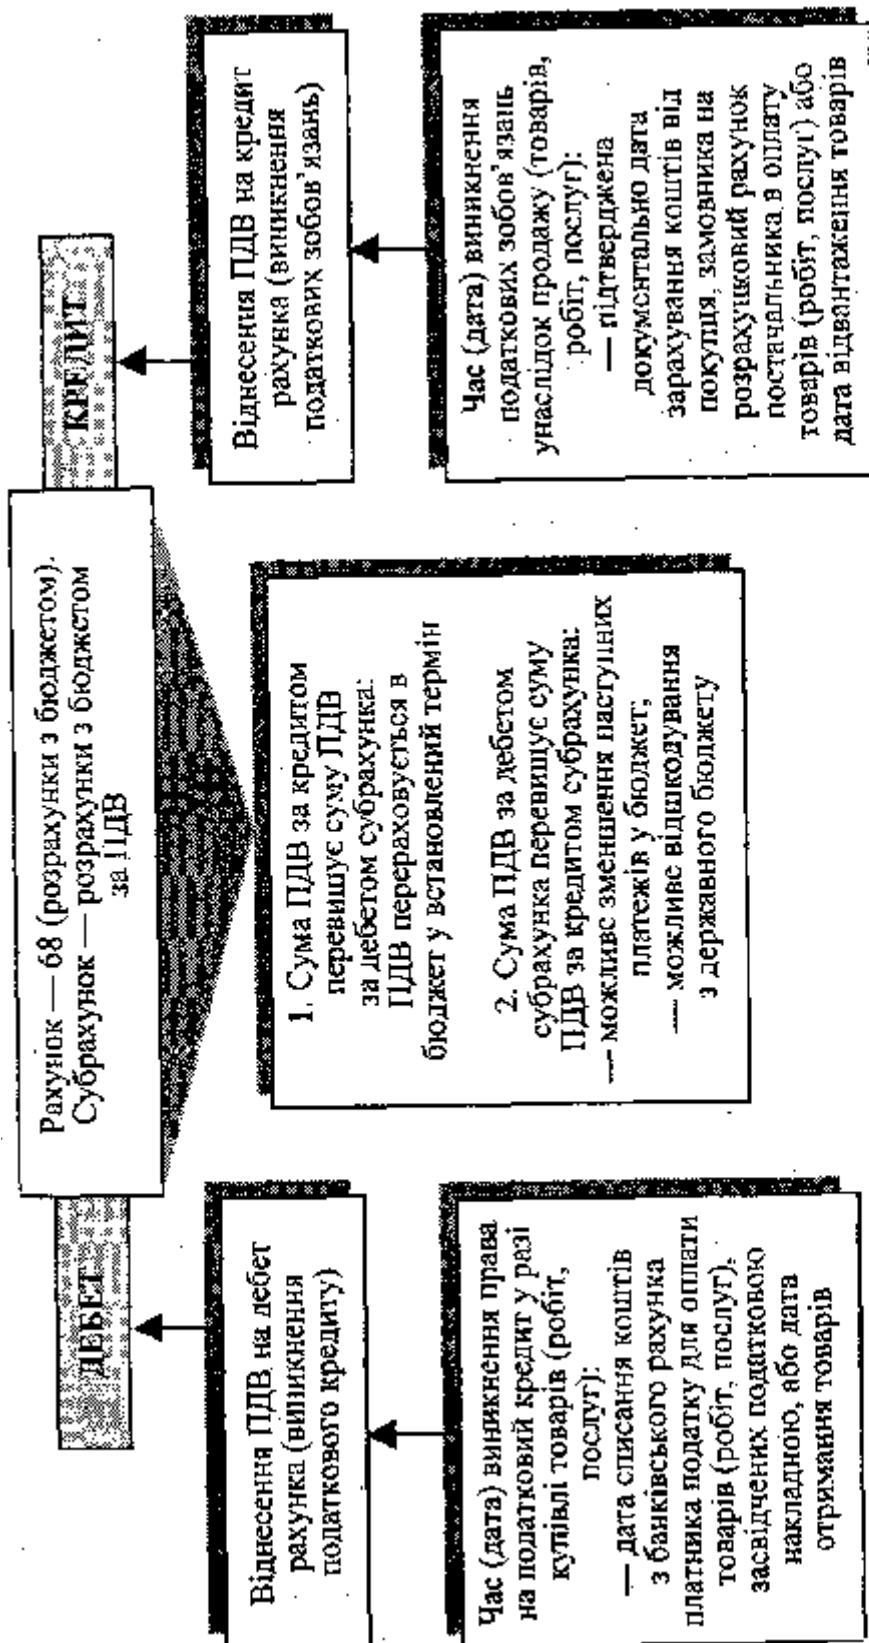 Рахунок — 68 (розрахунки з бюджетом).
Субрахунок — розрахунки з бюджетом
за ПДВ
ДЕБЕТ
КРЕДИТ
Віднесення ПДВ на дебет
рахунка (виникнення
податкового кредиту)
Час (дата) виникнення права
на податковий кредит у разі
купівлі товарів (робіт,
послуг):
— дата списання коштів
з банківського рахунка
платника податку для оплати
товарів (робіт, послуг),
засвідчених податковою
накладною, або дата
отримання товарів
1. Сума ПДВ за кредитом
перевищує суму ПДВ
за дебетом субрахунка:
ПДВ перераховується в
бюджет у встановлений термін
2. Сума ПДВ за дебетом
субрахунка перевищує суму
ПДВ за кредитом субрахунка:
— можливе зменшення наступних
платежів у бюджет;
— можливе відшкодування
з державного бюджету
Віднесення ПДВ на кредит
рахунка (виникнення
податкових зобов'язань)
Час (дата) виникнення
податкових зобов'язань
унаслідок продажу (товарів,
робіт, послуг):
— підтверджена
документально дата
зарахування коштів від
покупця, замовника на
розрахунковий рахунок
постачальника в оплату
товарів (робіт, послуг) або
дата відвантаження товарів